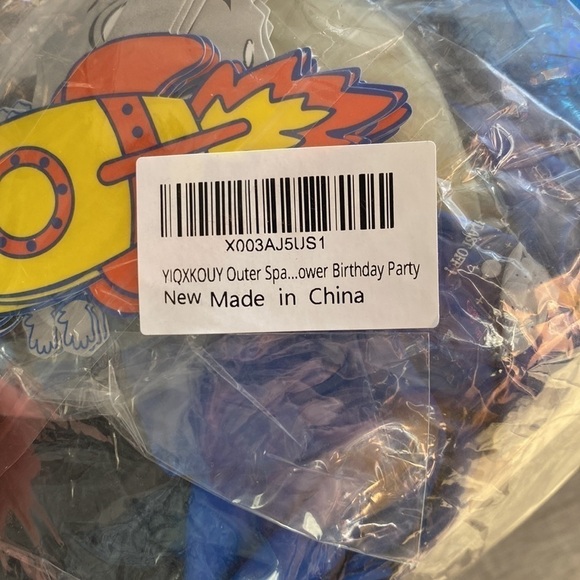 X003AJ5US1
YIQXKOUY Outer Spa...ower Birthday Party
New Made in China